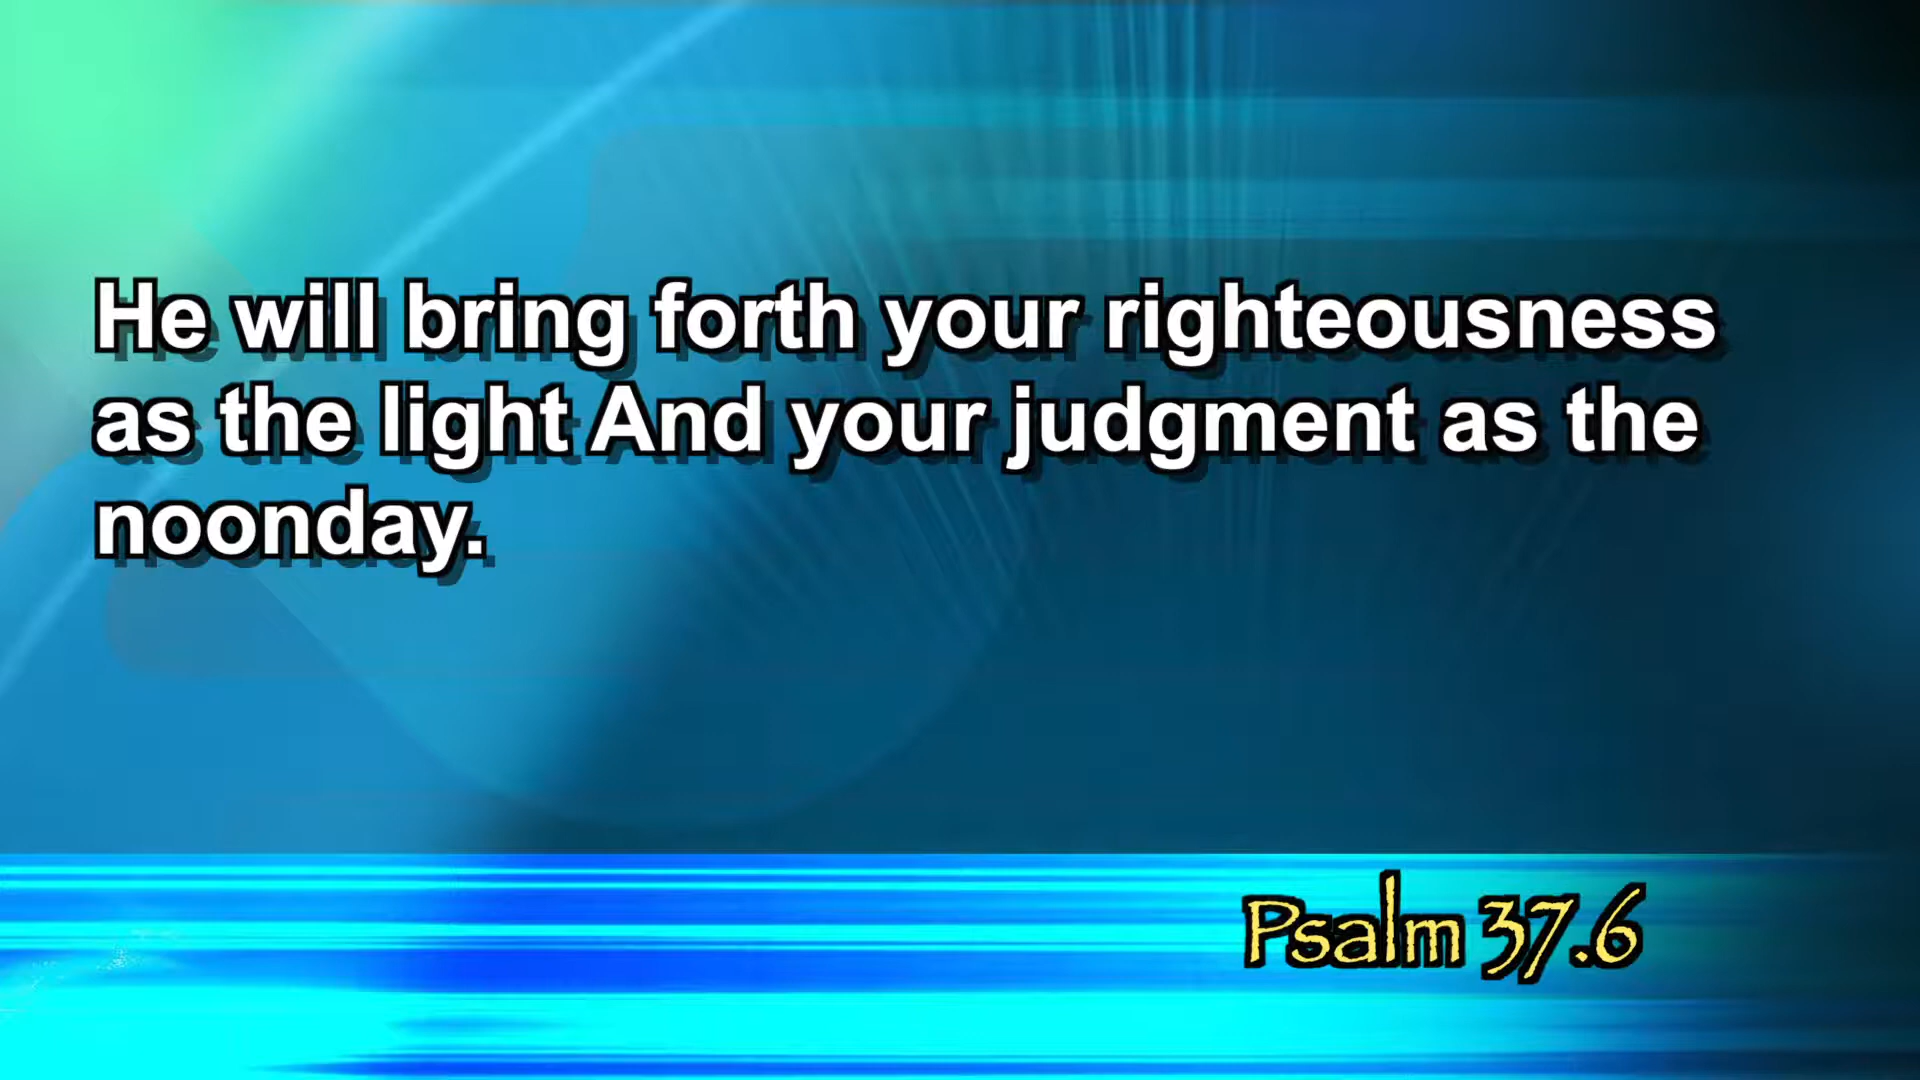 He will bring forth your righteousness
as the light And your judgment as the
noonday.
Psalm 37.6